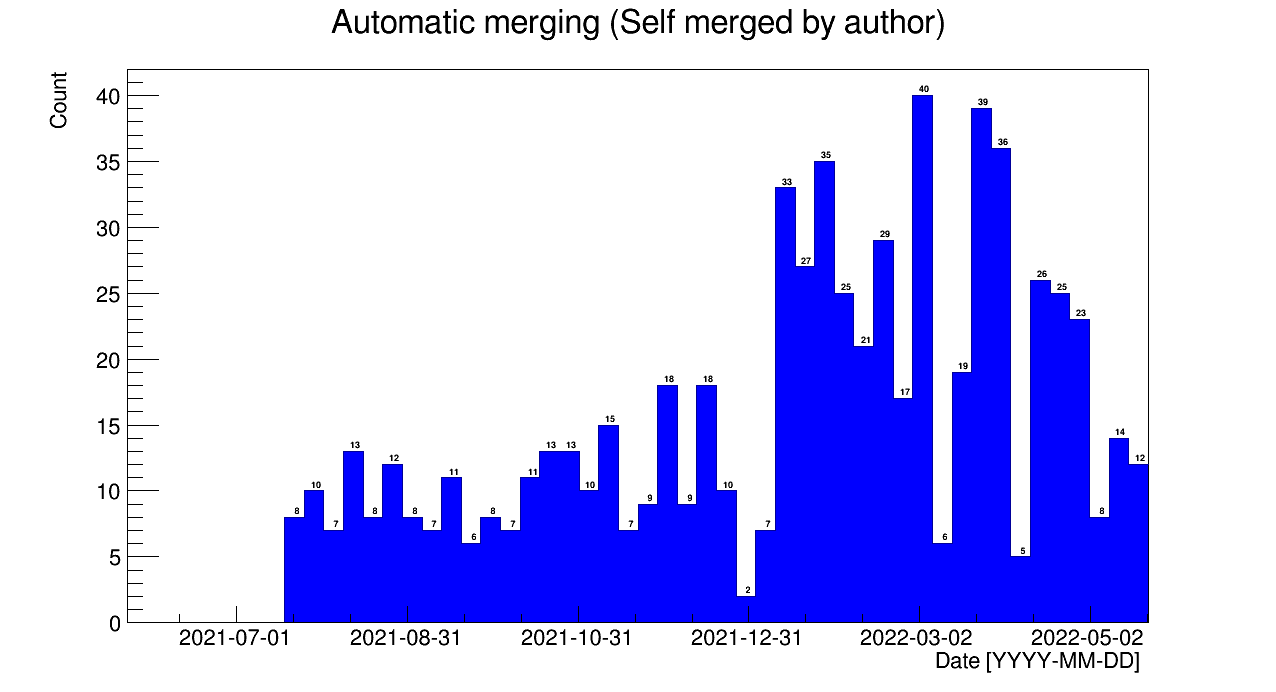 Automatic merging (Self merged by author)
Count
40
35
30
25
20
15
10
5
0
8 10 7 13 8 12 8 7 11 6 8 7 11 13 13 10 15 7 9 18 9 18 10 2 7 33 27 35 25 21 29 17 40 6 19 39 36 5 26 25 23 8 14 12
2021-07-01 2021-08-31 2021-10-31 2021-12-31 2022-03-02 2022-05-02
Date [YYYY-MM-DD]